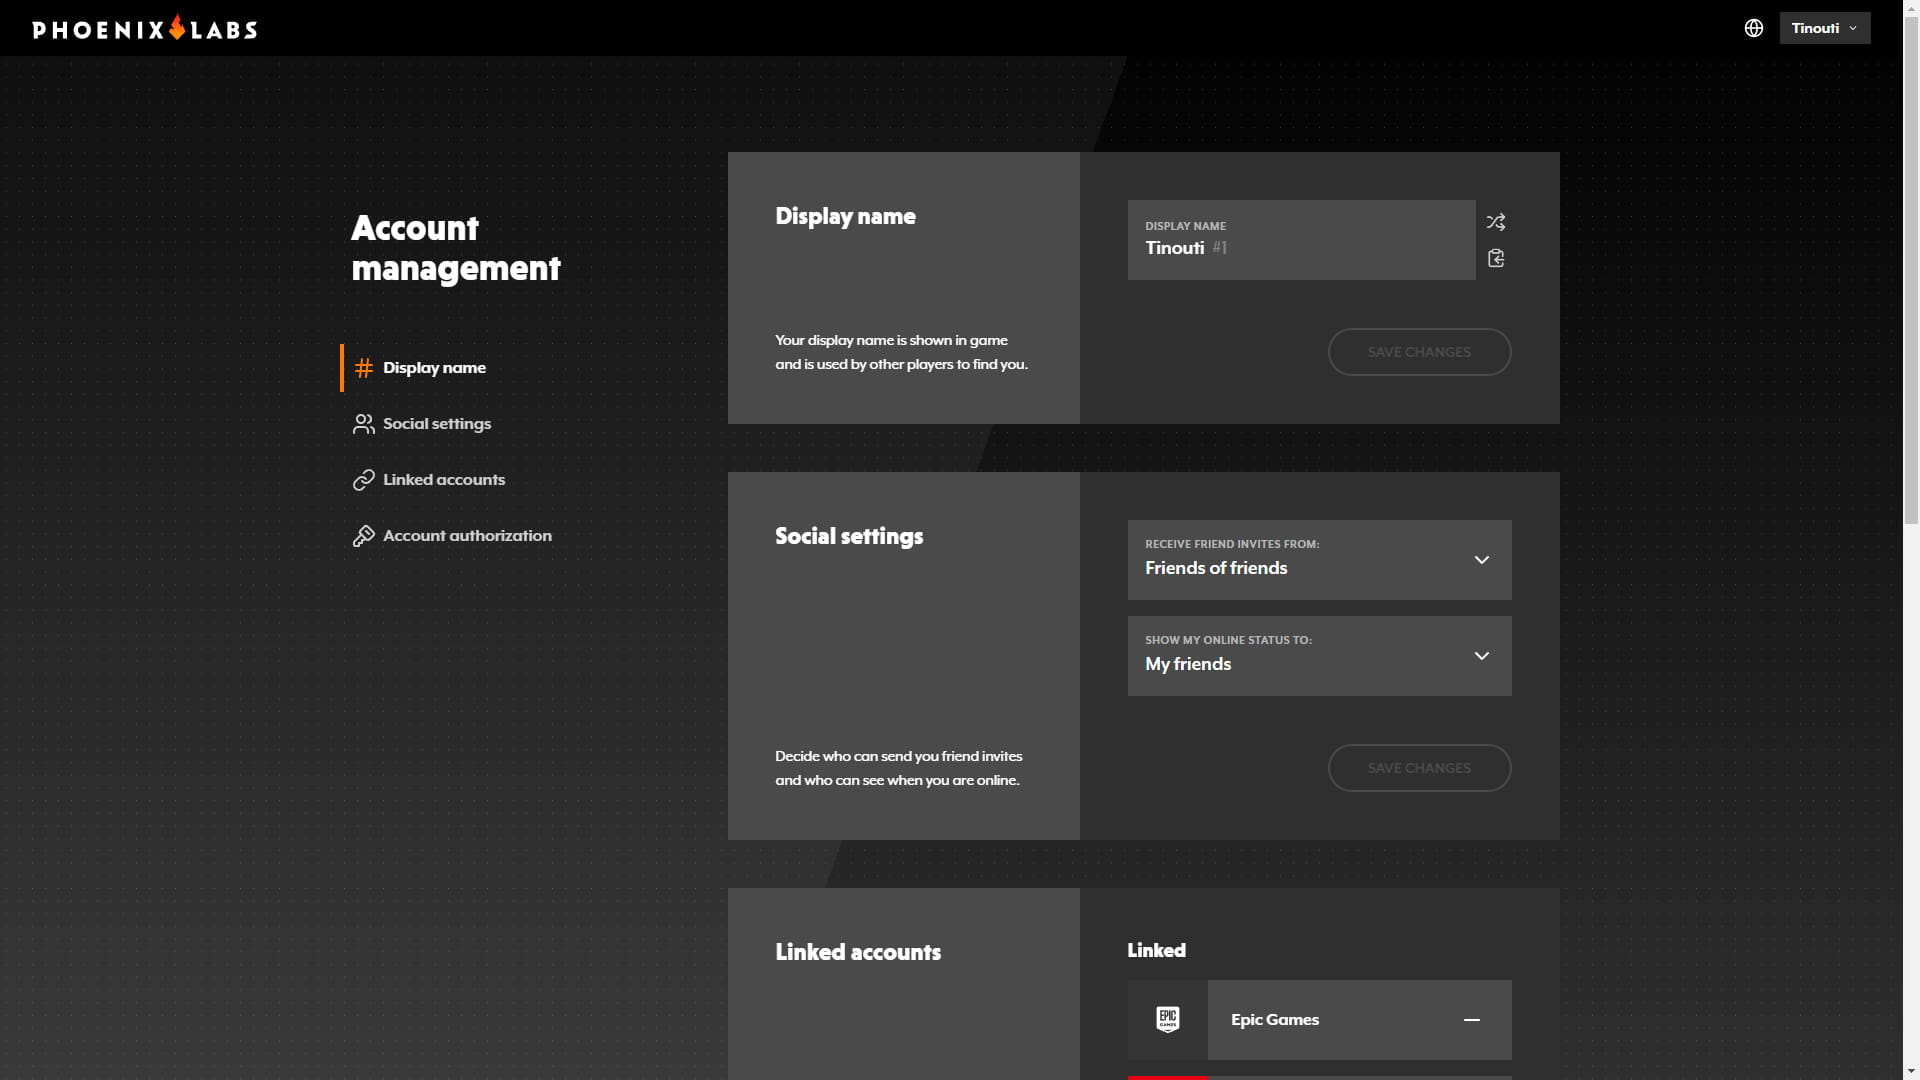 PHOENIX LABS
Tinouti
Account
management
Display name
Social settings
Linked accounts
Account authorization
Display name
Your display name is shown in game
and is used by other players to find you.
DISPLAY NAME
Tinouti #1
SAVE CHANGES
Social settings
Decide who can send you friend invites
and who can see when you are online.
RECEIVE FRIEND INVITES FROM:
Friends of friends
SHOW MY ONLINE STATUS TO:
My friends
SAVE CHANGES
Linked accounts
Linked
EPIC
GAMES
Epic Games